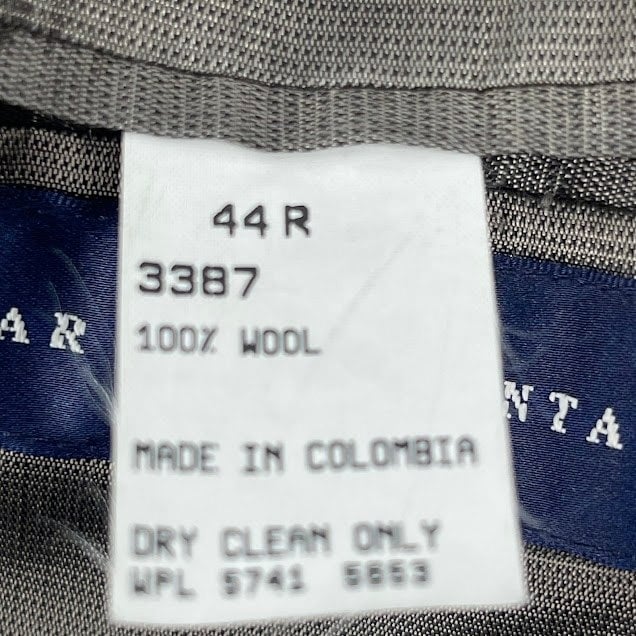 44 R
3387
100% WOOL
AR NTA
MADE IN COLOMBIA
DRY CLEAN ONLY
WPL 5741 5653